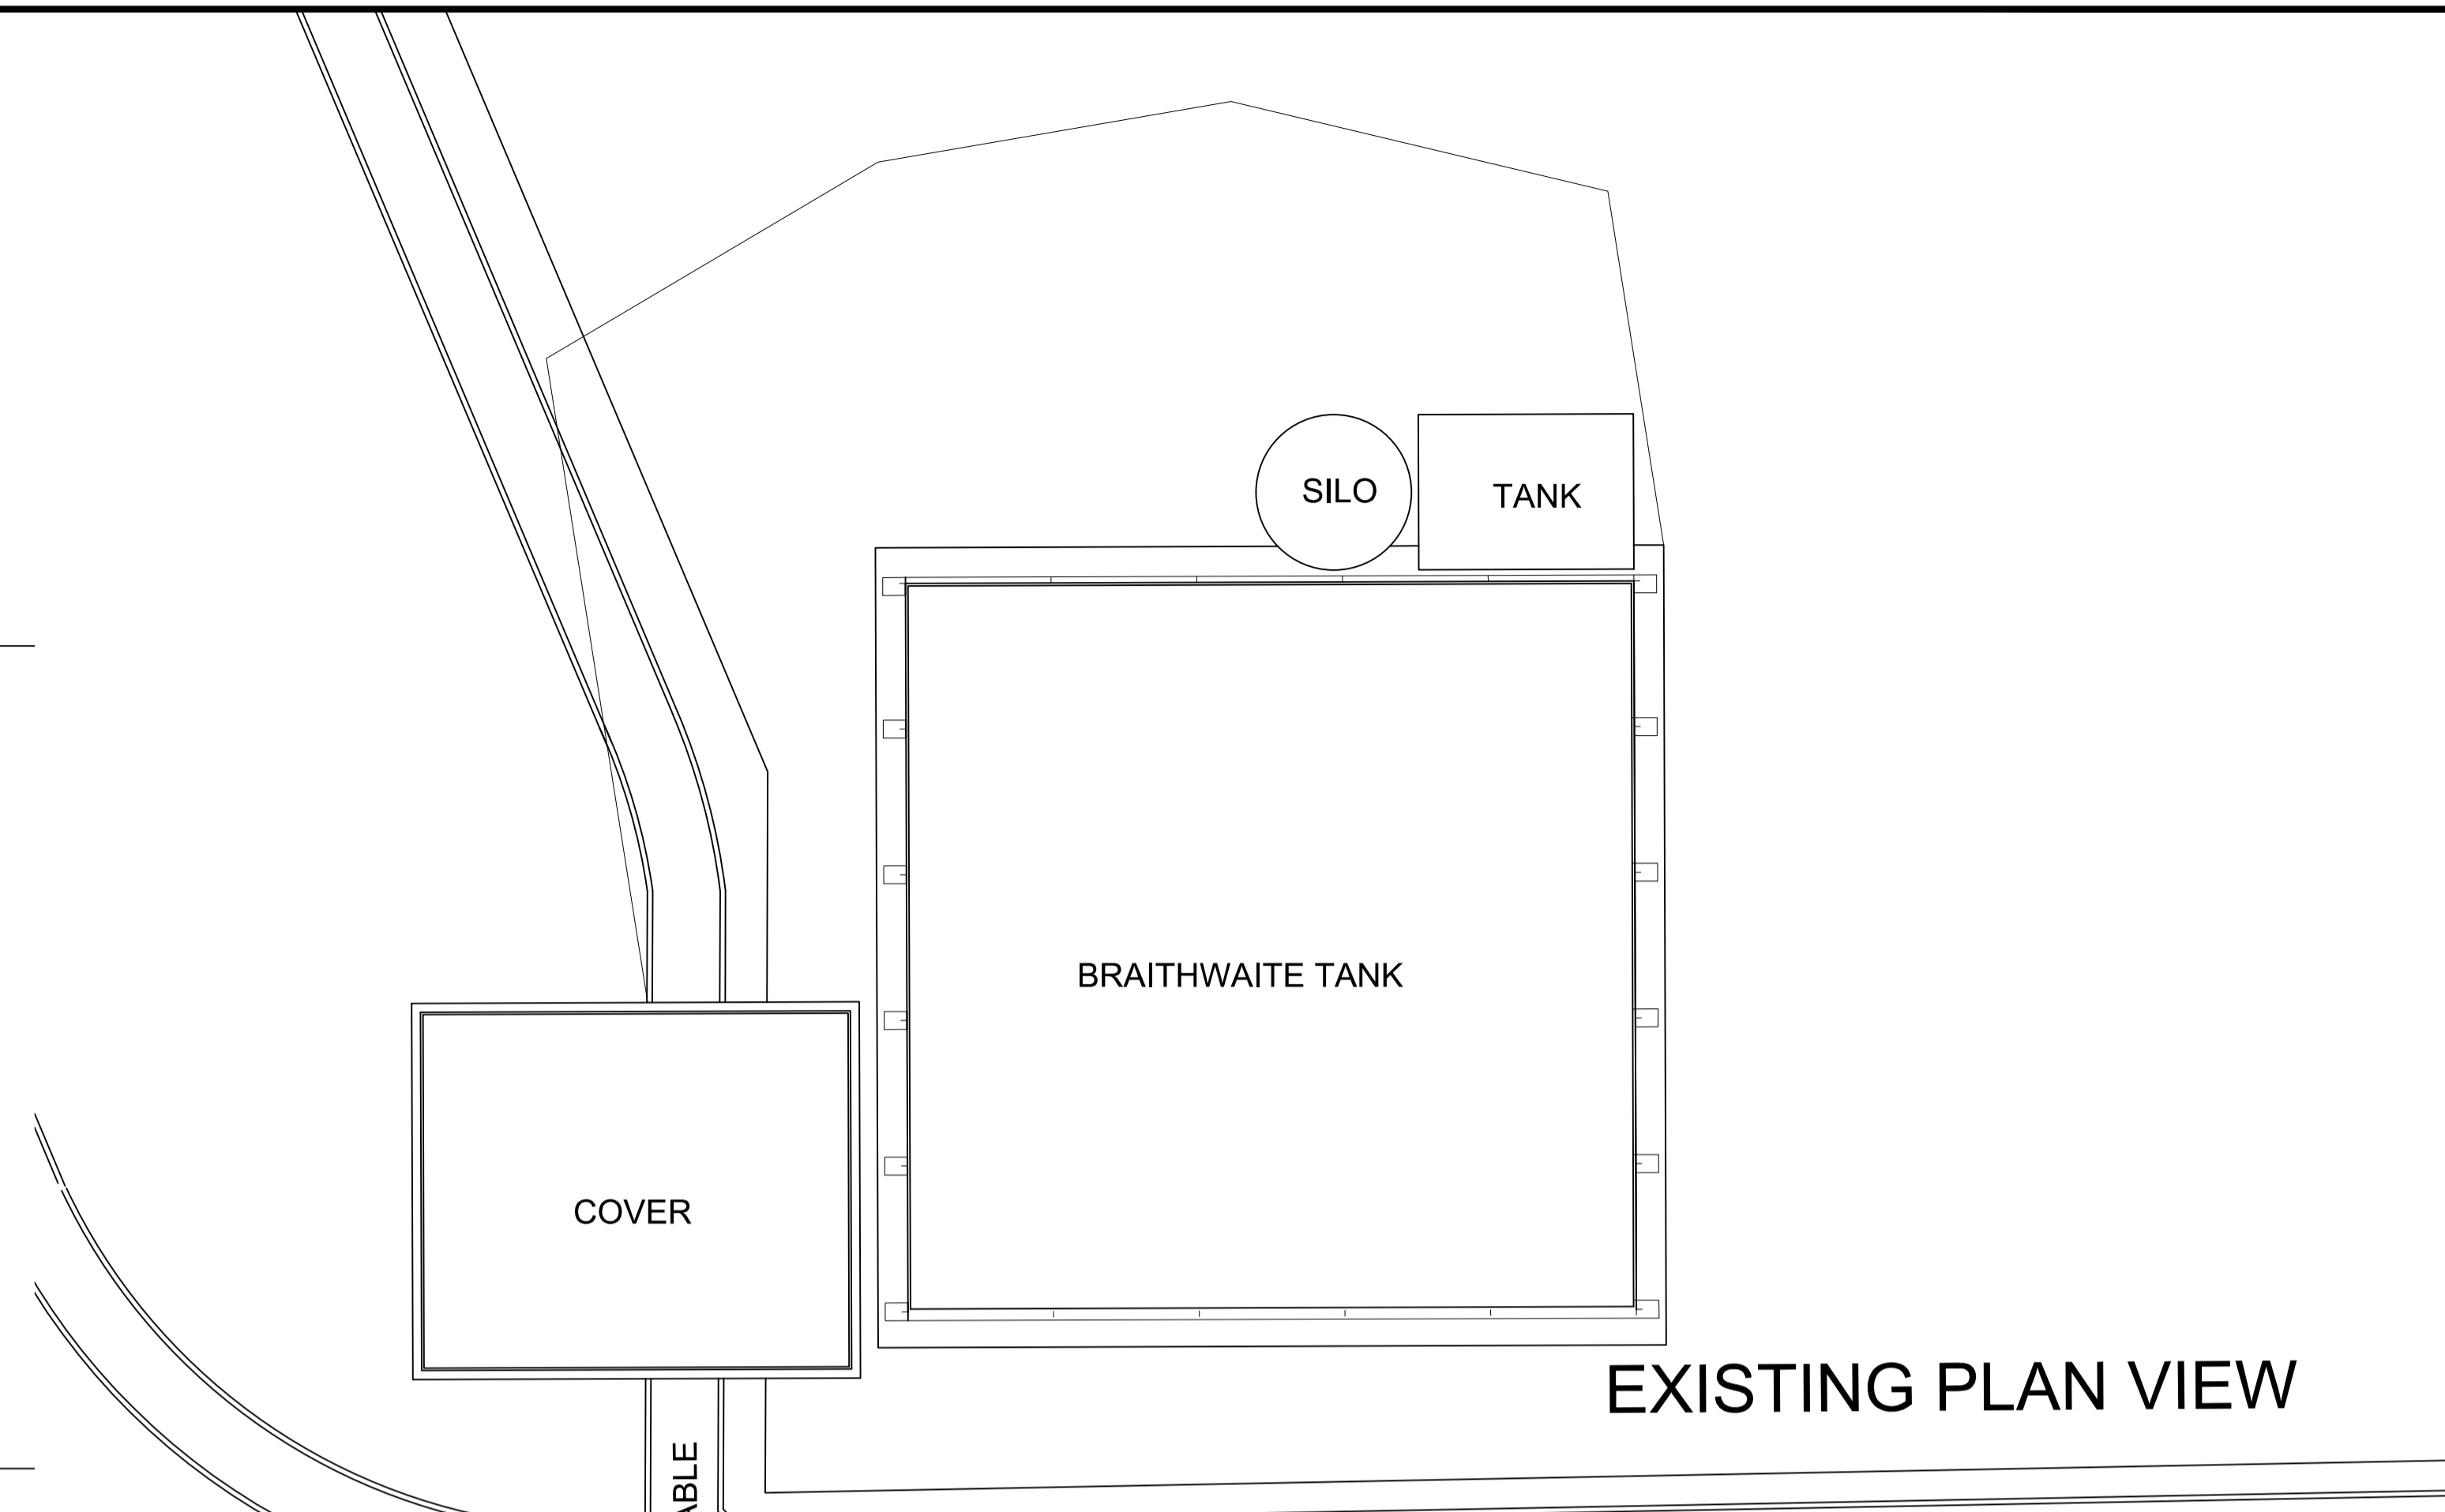 SILO
TANK
BRAITHWAITE TANK
COVER
EXISTING PLAN VIEW